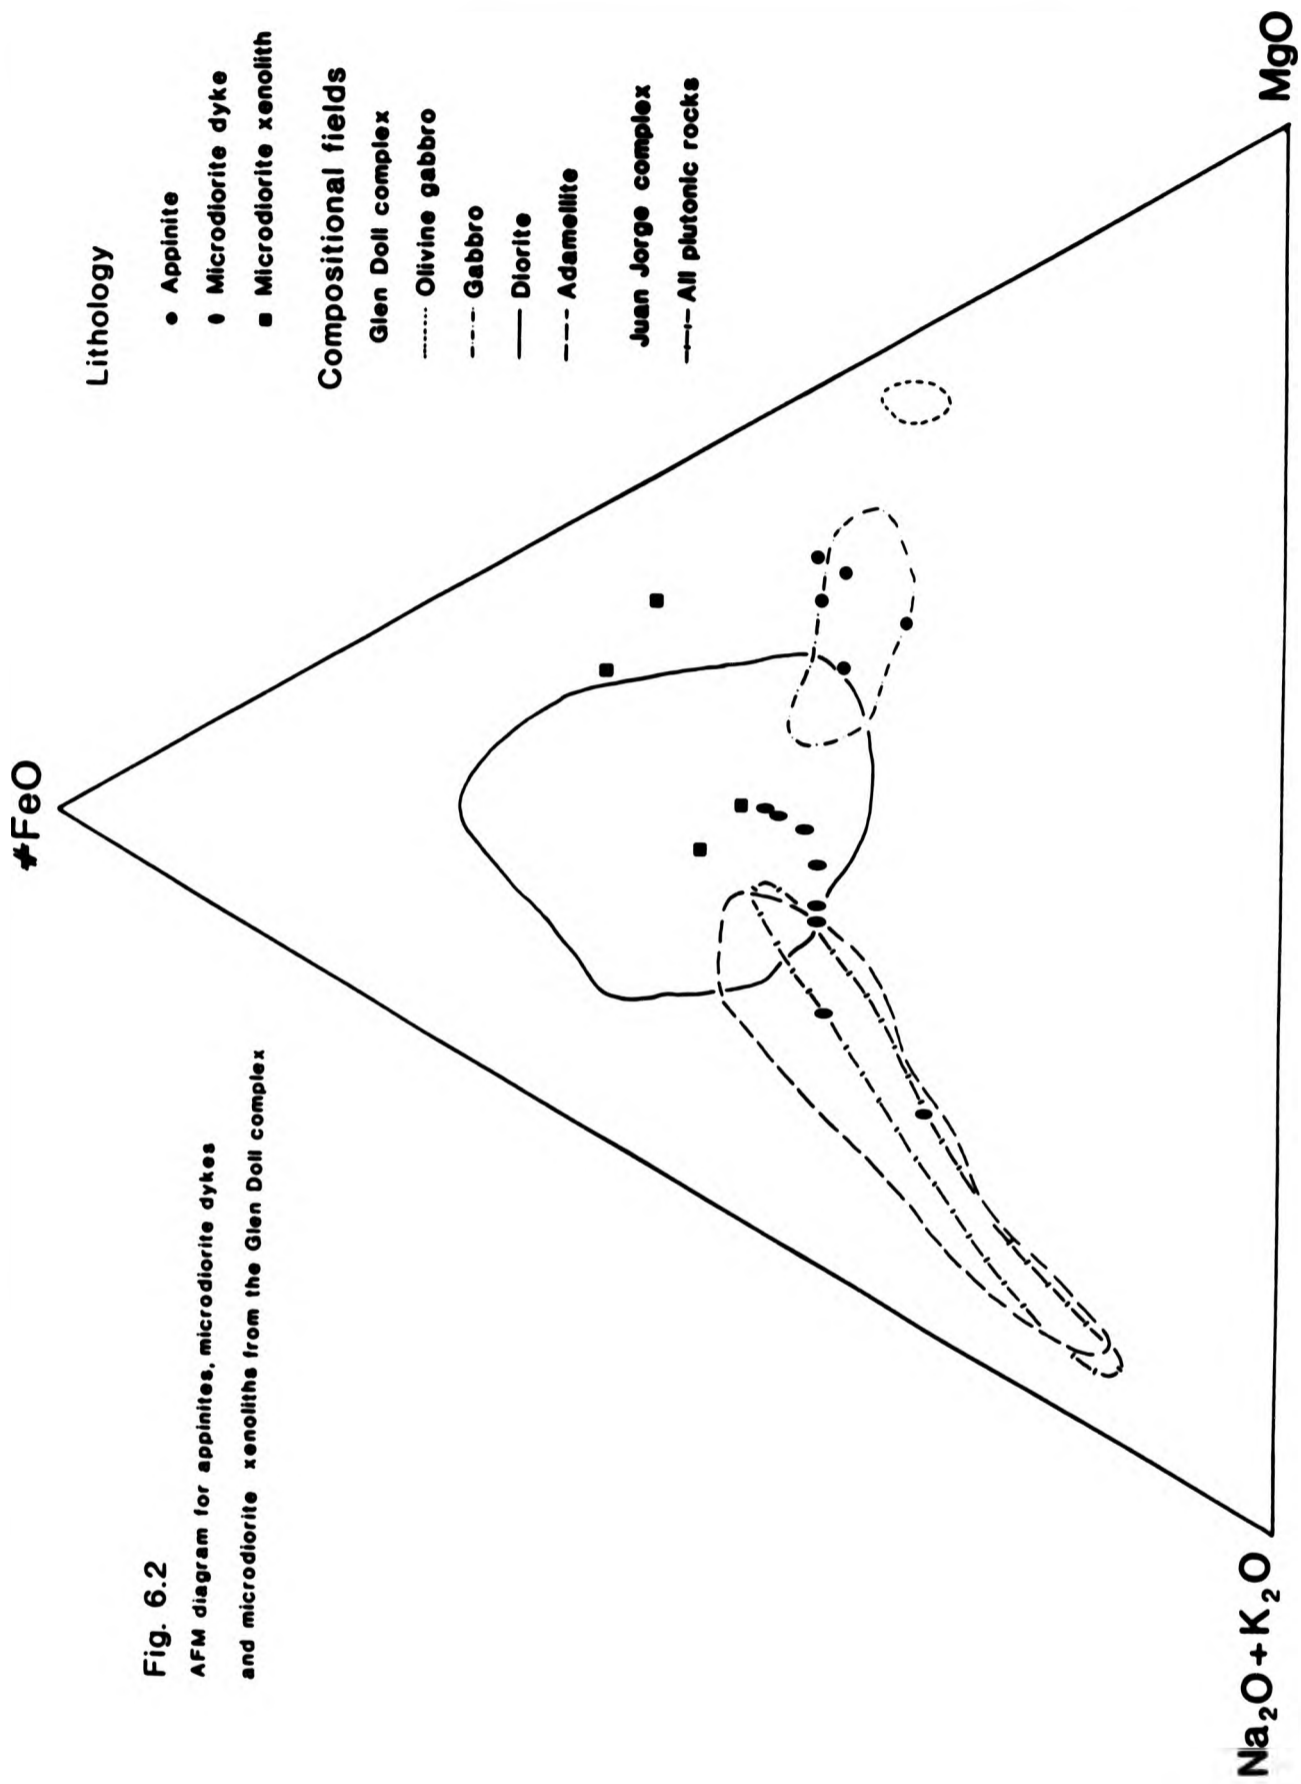 Fig. 6.2
AFM diagram for appinites, microdiorite dykes
and microdiorite xenoliths from the Glen Doll complex
#FeO
Na₂O+K₂O
MgO
Lithology
Appinite
Microdiorite dyke
Microdiorite xenolith
Compositional fields
Glen Doll complex
Olivine gabbro
Gabbro
Diorite
Adamellite
Juan Jorge complex
All plutonic rocks